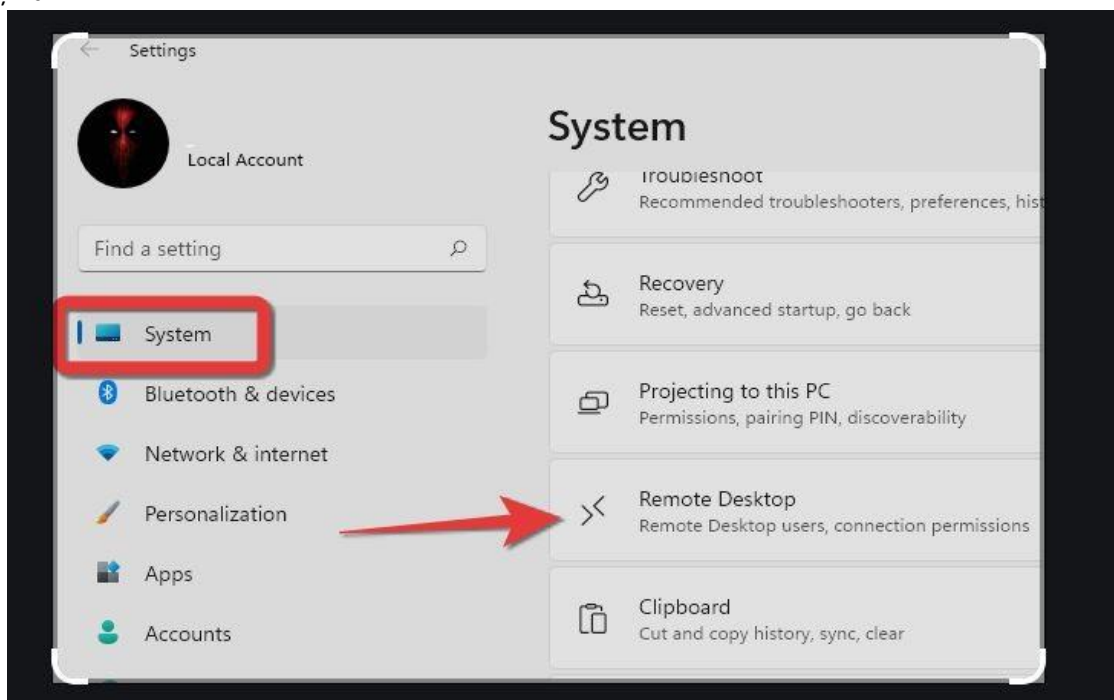 Settings
Local Account
Find a setting
System
Bluetooth & devices
Network & internet
Personalization
Apps
Accounts
System
Troubleshoot
Recommended troubleshooters, preferences, hist
Recovery
Reset, advanced startup, go back
Projecting to this PC
Permissions, pairing PIN, discoverability
Remote Desktop
Remote Desktop users, connection permissions
Clipboard
Cut and copy history, sync, clear